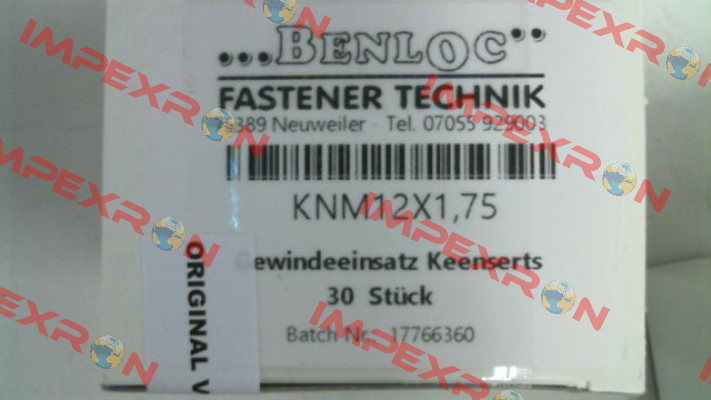 ...BENLOC..
FASTENER TECHNIK
389 Neuweiler - Tel. 07055 929003
KNM12X1,75
Gewindeeinsatz Keenserts
30 Stück
Batch Nr.: 17766360
ORIGINAL V
IMPEXRON